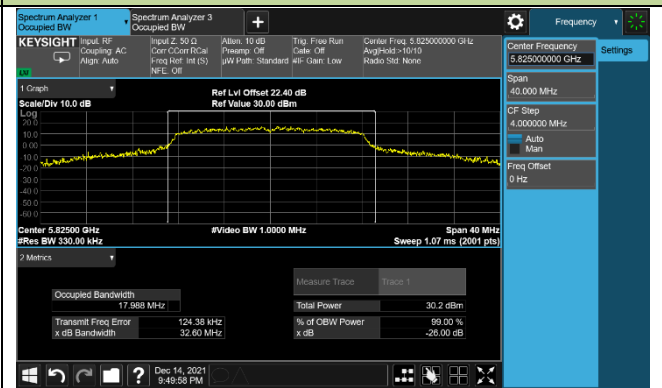 Spectrum Analyzer 1
Occupied BW
Spectrum Analyzer 3
Occupied BW
+
Frequency
KEYSIGHT
Input: RF
Coupling: AC
Align: Auto
Input Z: 50 Ω
Corr CCorr RCal
Freq Ref: Int (S)
NFE: Off
Atten: 10 dB
Preamp: Off
µW Path: Standard
Trig: Free Run
Gate: Off
#IF Gain: Low
Center Freq: 5.825000000 GHz
Avg|Hold:>10/10
Radio Std: None
Center Frequency
5.825000000 GHz
Settings
Span
40.000 MHz
CF Step
4.000000 MHz
Auto
Man
Freq Offset
0 Hz
1 Graph
Scale/Div 10.0 dB
Ref Lvl Offset 22.40 dB
Ref Value 30.00 dBm
Log
20.0
10.0
0.00
-10.0
-20.0
-30.0
-40.0
-50.0
-60.0
Center 5.82500 GHz
#Video BW 1.0000 MHz
Span 40 MHz
#Res BW 330.00 kHz
Sweep 1.07 ms (2001 pts)
2 Metrics
Measure Trace
Trace 1
Occupied Bandwidth
17.988 MHz
Total Power
30.2 dBm
Transmit Freq Error
124.38 kHz
% of OBW Power
99.00 %
x dB Bandwidth
32.60 MHz
x dB
-26.00 dB
?
Dec 14, 2021
9:49:58 PM